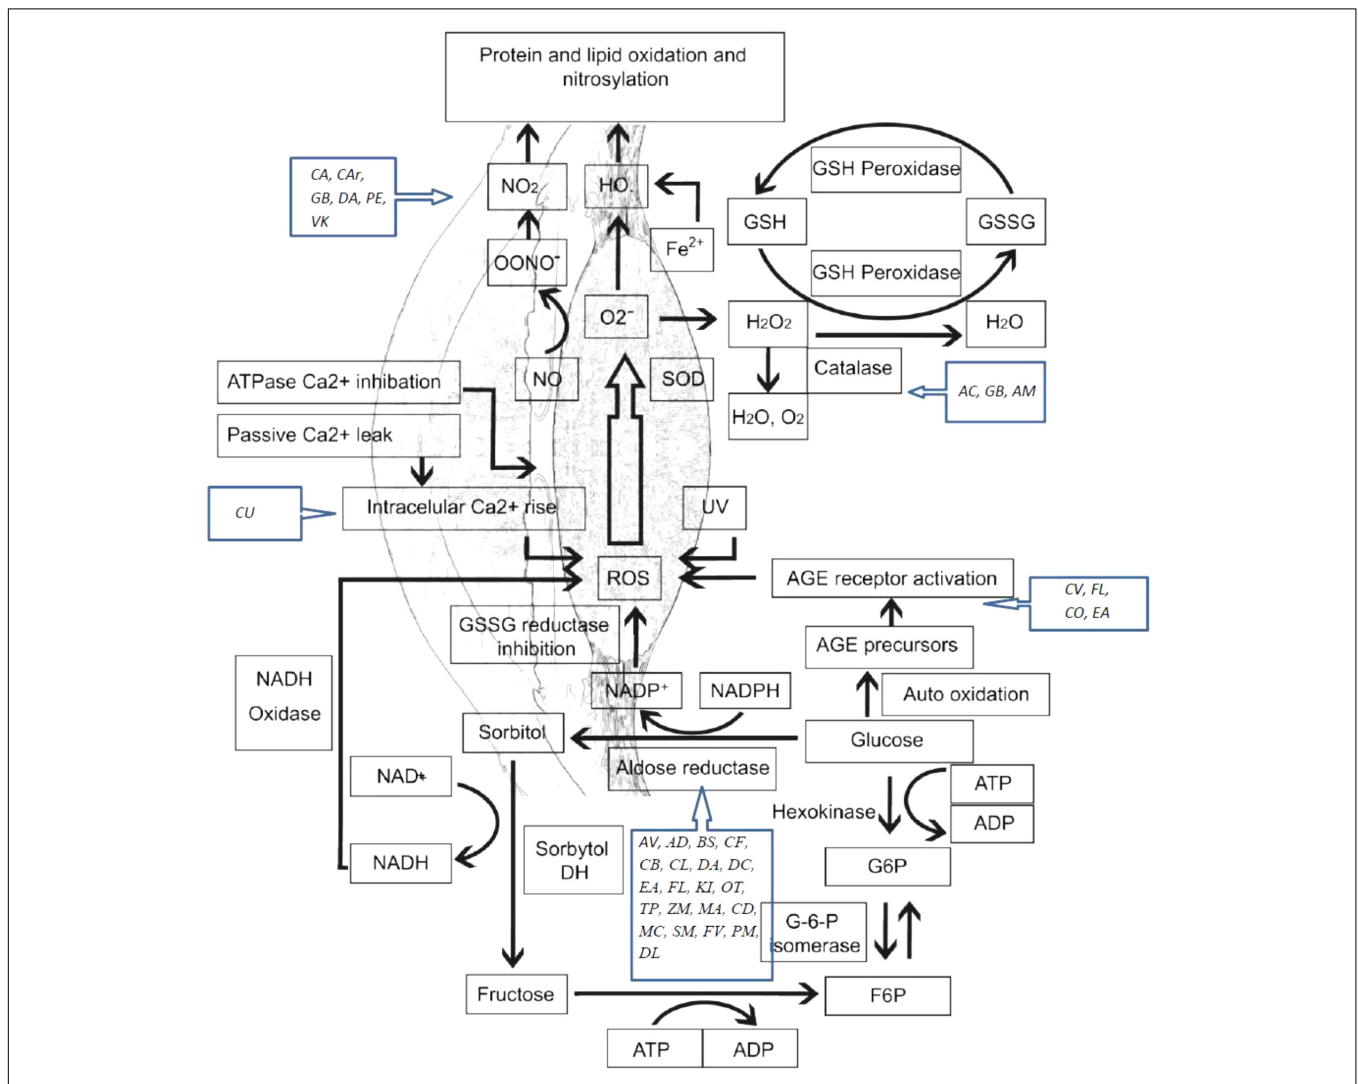 Protein and lipid oxidation and
nitrosylation
CA, CAr,
GB, DA, PE,
VK
NO2
HO.
GSH Peroxidase
GSH
GSSG
OONO-
Fe2+
GSH Peroxidase
O2-
H2O2
H2O
ATPase Ca2+ inhibation
NO
SOD
Catalase
AC, GB, AM
H2O, O2
Passive Ca2+ leak
CU
Intracelular Ca2+ rise
UV
ROS
AGE receptor activation
CV, FL,
CO, EA
GSSG reductase
inhibition
AGE precursors
NADH
Oxidase
NADP+
NADPH
Auto oxidation
Sorbitol
Glucose
Aldose reductase
NAD+
ATP
Hexokinase
ADP
AV, AD, BS, CF,
CB, CL, DA, DC,
EA, FL, KI, OT,
TP, ZM, MA, CD,
MC, SM, FV, PM,
DL
NADH
Sorbytol
DH
G6P
G-6-P
isomerase
Fructose
F6P
ATP
ADP